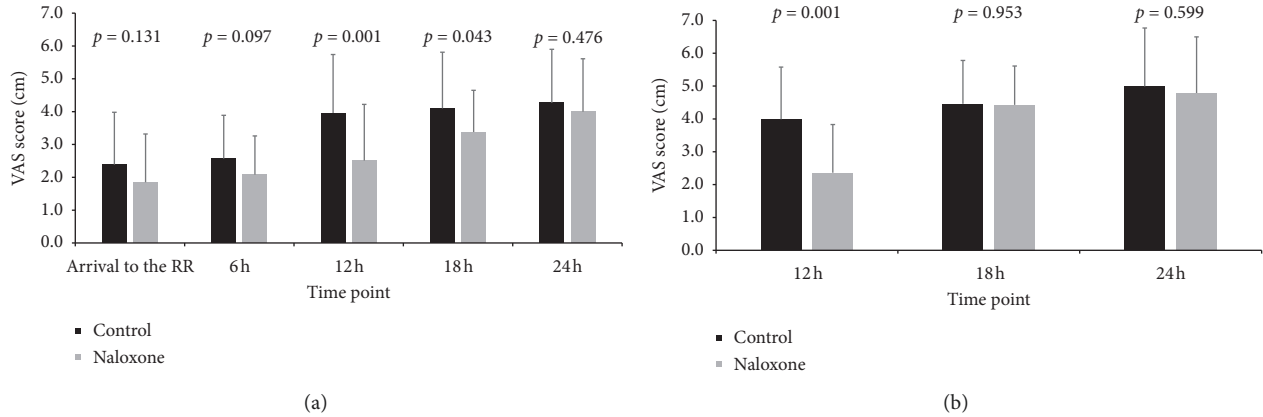 7.0
6.0
5.0
4.0
3.0
2.0
1.0
0.0
VAS score (cm)
p = 0.131 p = 0.097 p = 0.001 p = 0.043 p = 0.476
Arrival to the RR 6 h 12 h 18 h 24 h
Time point
Control
Naloxone
(a)
7.0
6.0
5.0
4.0
3.0
2.0
1.0
0.0
VAS score (cm)
p = 0.001 p = 0.953 p = 0.599
12 h 18 h 24 h
Time point
Control
Naloxone
(b)